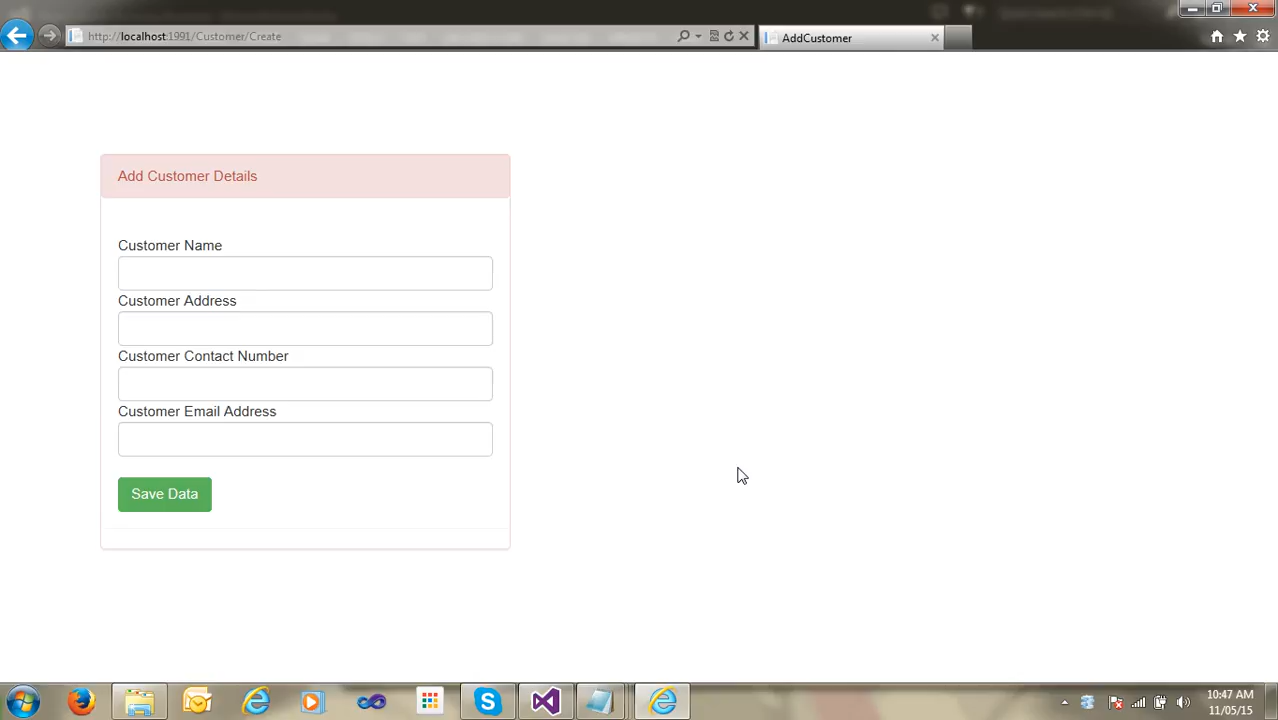 http://localhost:1991/Customer/Create
AddCustomer
Add Customer Details
Customer Name
Customer Address
Customer Contact Number
Customer Email Address
Save Data
10:47 AM
11/05/15